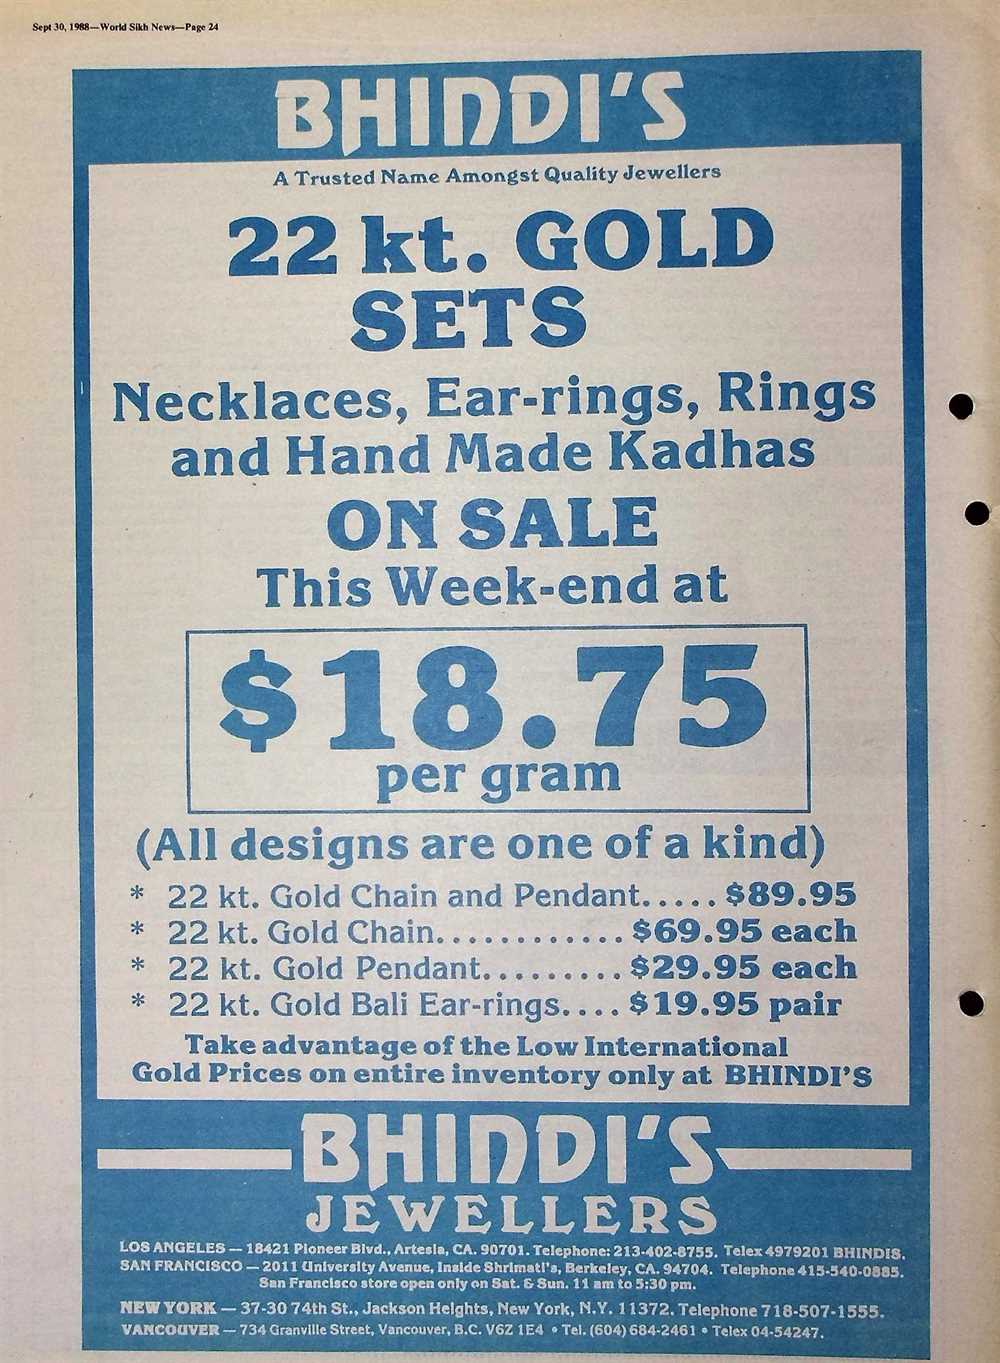 Sept 30, 1988—World Sikh News—Page 24
BHINDI'S
A Trusted Name Amongst Quality Jewellers
22 kt. GOLD
SETS
Necklaces, Ear-rings, Rings
and Hand Made Kadhas
ON SALE
This Week-end at
$18.75
per gram
(All designs are one of a kind)
* 22 kt. Gold Chain and Pendant..... $89.95
* 22 kt. Gold Chain............ $69.95 each
* 22 kt. Gold Pendant......... $29.95 each
* 22 kt. Gold Bali Ear-rings.... $19.95 pair
Take advantage of the Low International
Gold Prices on entire inventory only at BHINDI'S
BHINDI'S
JEWELLERS
LOS ANGELES — 18421 Pioneer Blvd., Artesia, CA. 90701. Telephone: 213-402-8755. Telex 4979201 BHINDIS.
SAN FRANCISCO — 2011 University Avenue, Inside Shrimati's, Berkeley, CA. 94704. Telephone 415-540-0885.
San Francisco store open only on Sat. & Sun. 11 am to 5:30 pm.
NEW YORK — 37-30 74th St., Jackson Heights, New York, N.Y. 11372. Telephone 718-507-1555.
VANCOUVER — 734 Granville Street, Vancouver, B.C. V6Z 1E4 • Tel. (604) 684-2461 • Telex 04-54247.